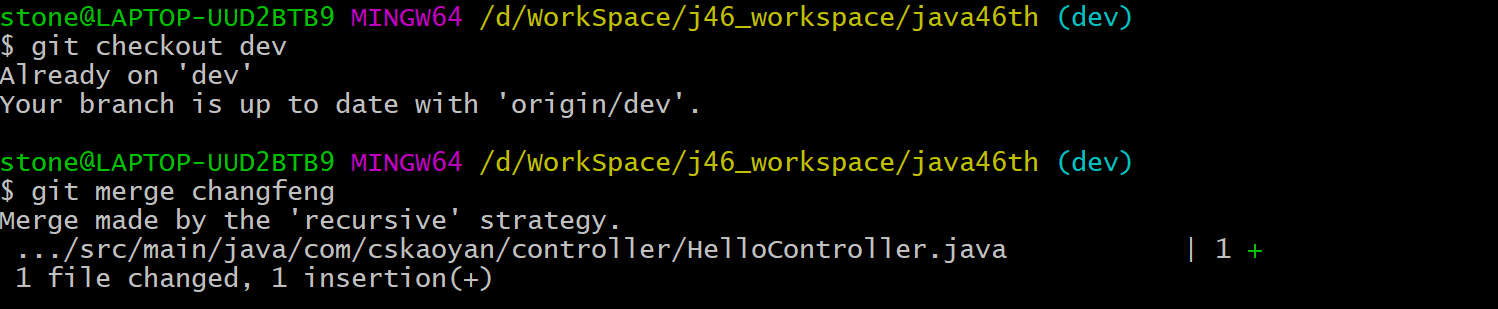 stone@LAPTOP-UUD2BTB9 MINGW64 /d/WorkSpace/j46_workspace/java46th (dev)
$ git checkout dev
Already on 'dev'
Your branch is up to date with 'origin/dev'.
stone@LAPTOP-UUD2BTB9 MINGW64 /d/WorkSpace/j46_workspace/java46th (dev)
$ git merge changfeng
Merge made by the 'recursive' strategy.
.../src/main/java/com/cskaoyan/controller/HelloController.java | 1 +
1 file changed, 1 insertion(+)